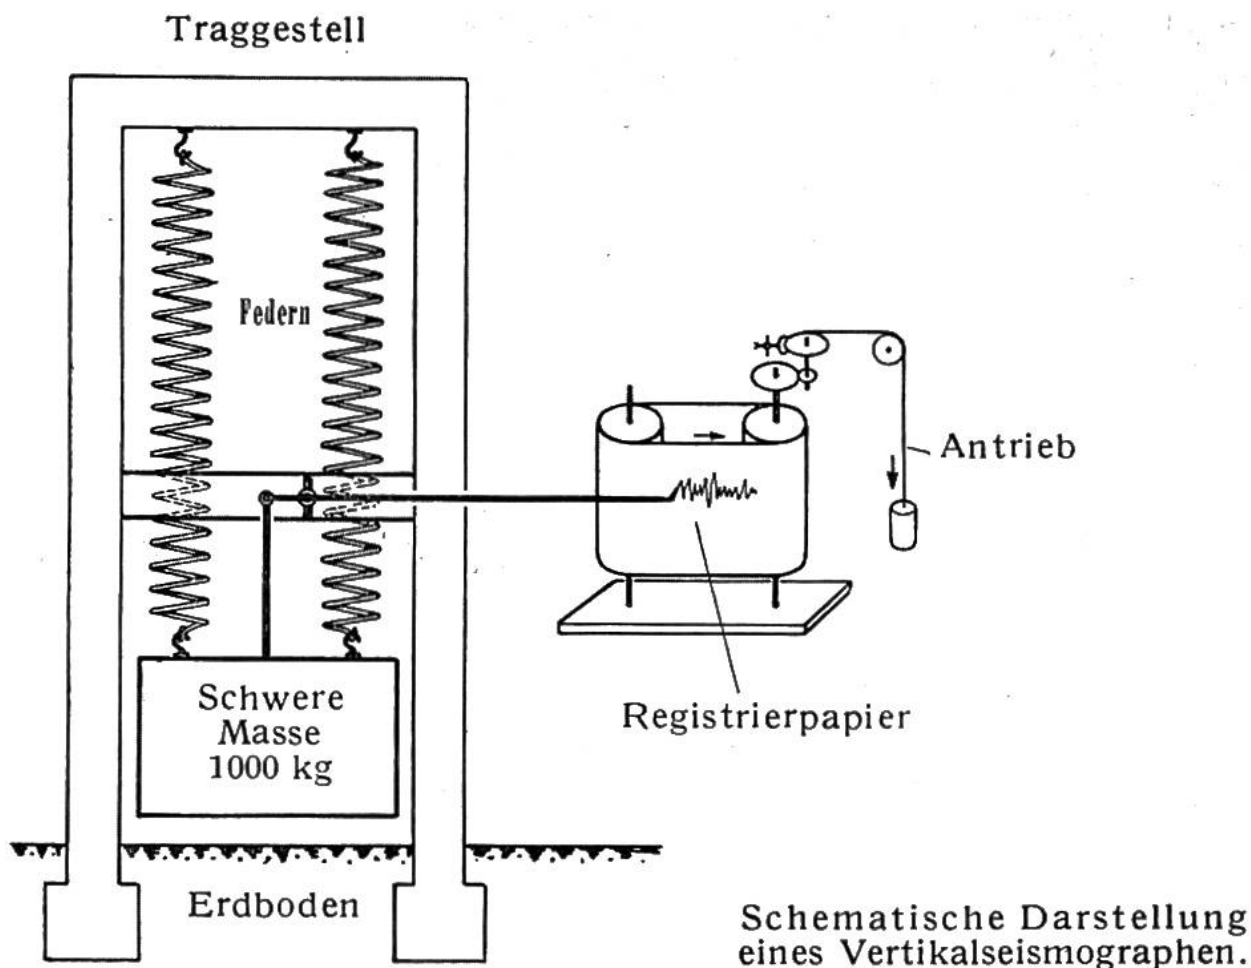 Traggestell
Federn
Antrieb
Registrierpapier
Schwere
Masse
1000 kg
Erdboden
Schematische Darstellung
eines Vertikalseismographen.